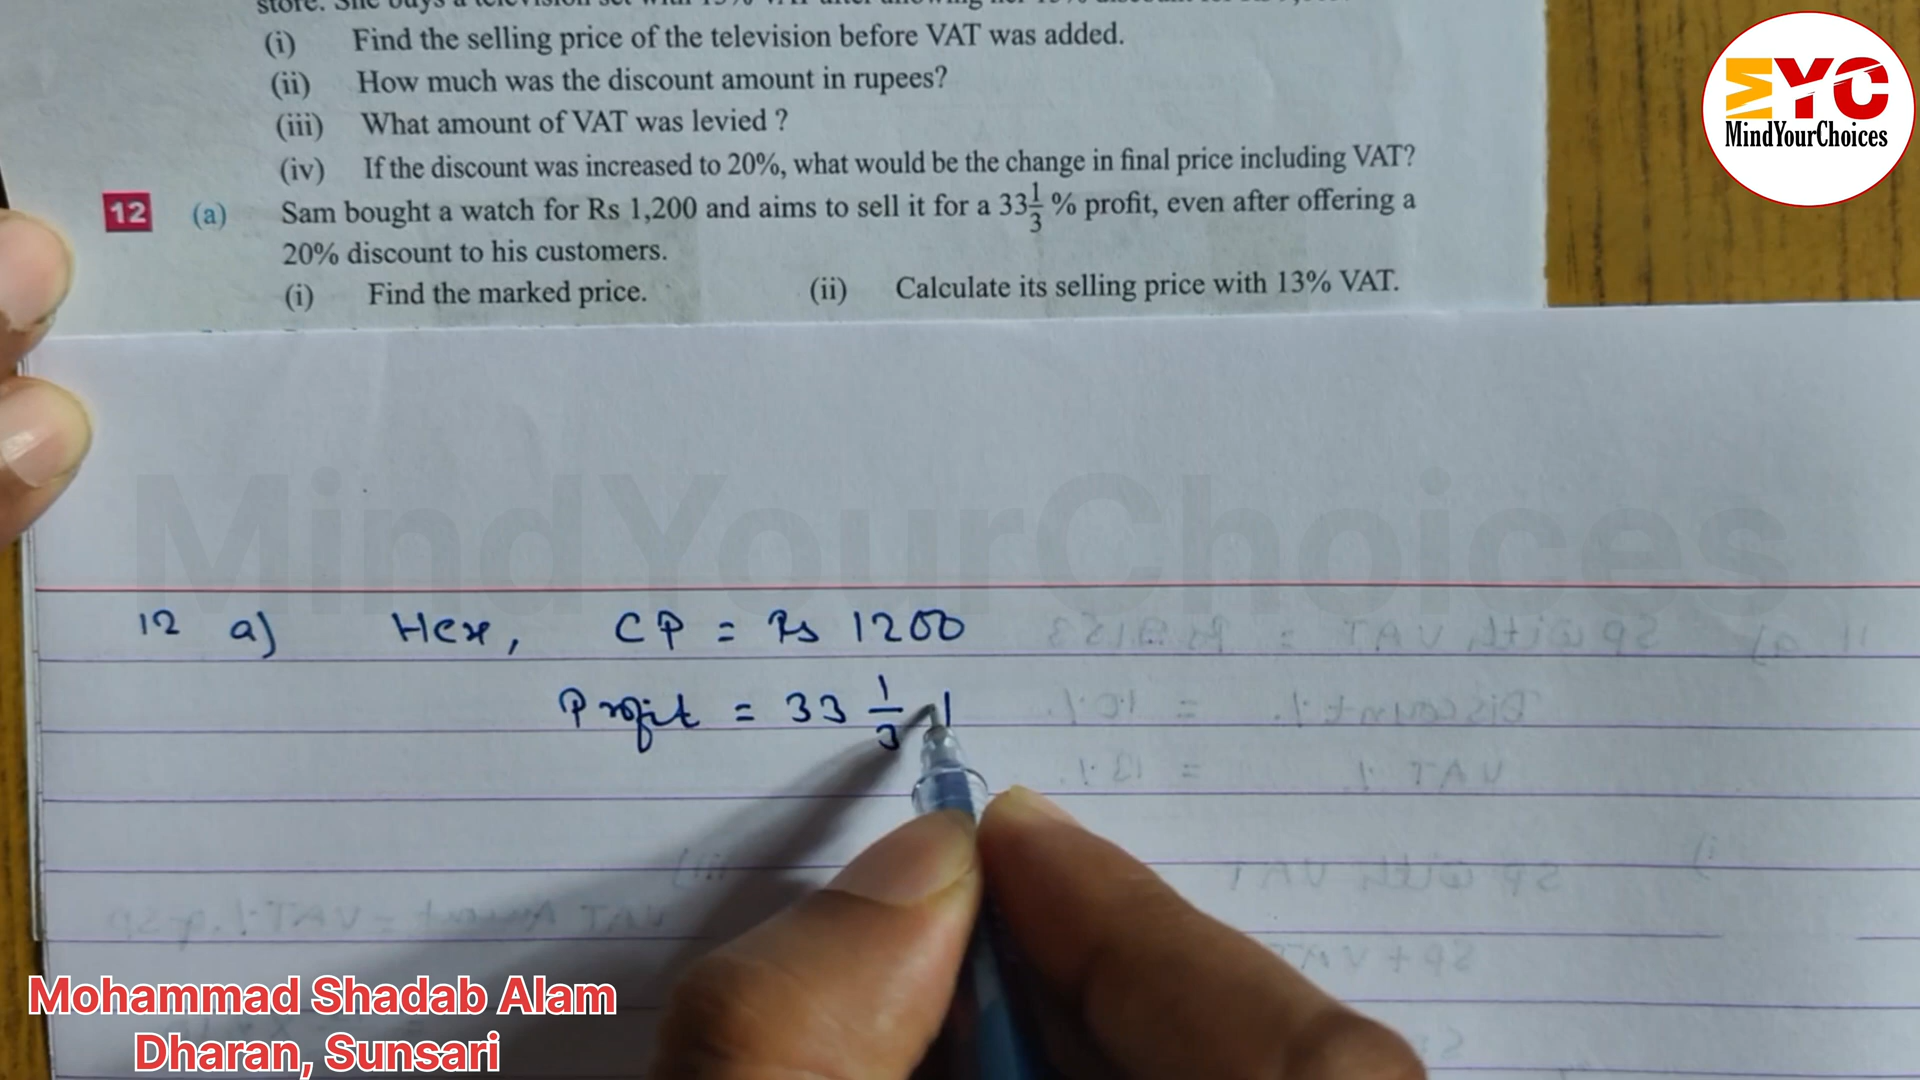 (i) Find the selling price of the television before VAT was added.
(ii) How much was the discount amount in rupees?
(iii) What amount of VAT was levied ?
(iv) If the discount was increased to 20%, what would be the change in final price including VAT?
12 (a) Sam bought a watch for Rs 1,200 and aims to sell it for a 33 1/3 % profit, even after offering a
20% discount to his customers.
(i) Find the marked price. (ii) Calculate its selling price with 13% VAT.
MYC
MindYourChoices
MindYourChoices
12 a) Here, CP = Rs 1200
Profit = 33 1/3
Mohammad Shadab Alam
Dharan, Sunsari